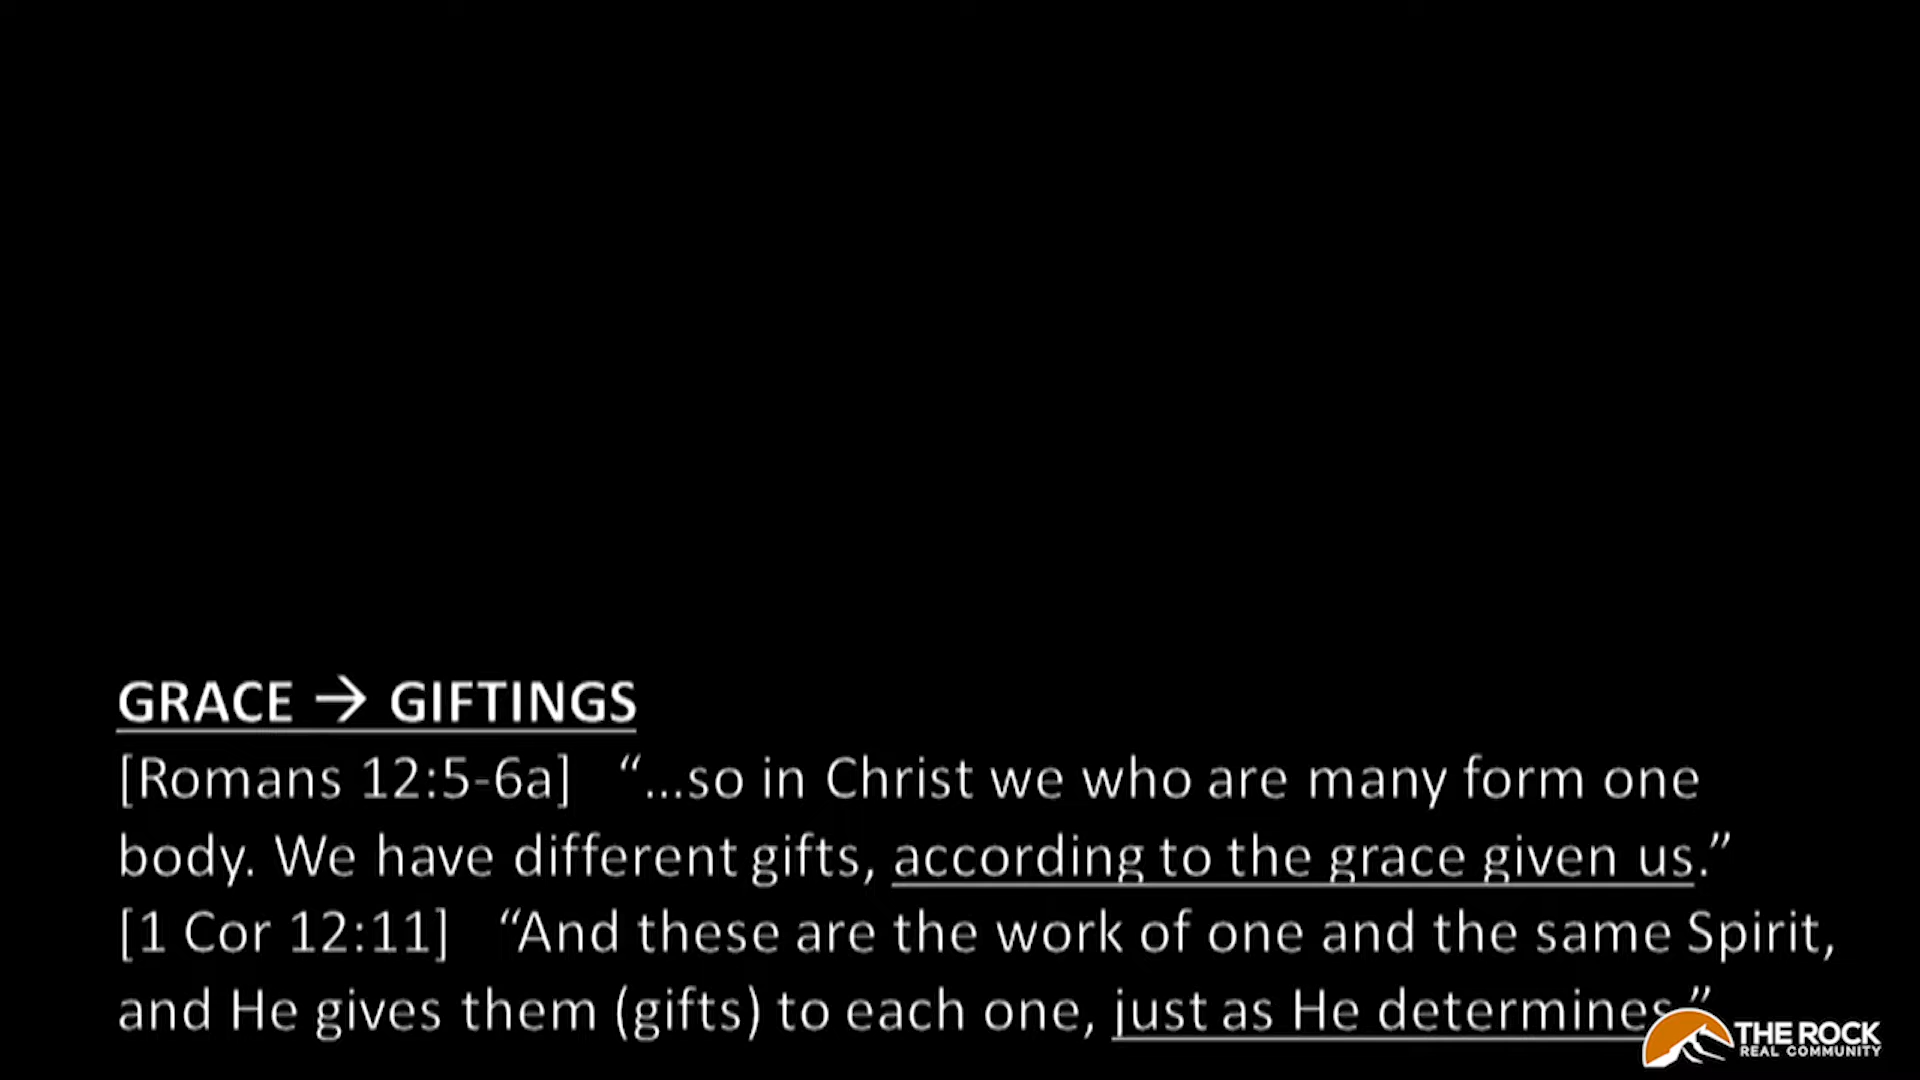 GRACE → GIFTINGS
[Romans 12:5-6a] “...so in Christ we who are many form one
body. We have different gifts, according to the grace given us.”
[1 Cor 12:11] “And these are the work of one and the same Spirit,
and He gives them (gifts) to each one, just as He determines.”
THE ROCK
REAL COMMUNITY